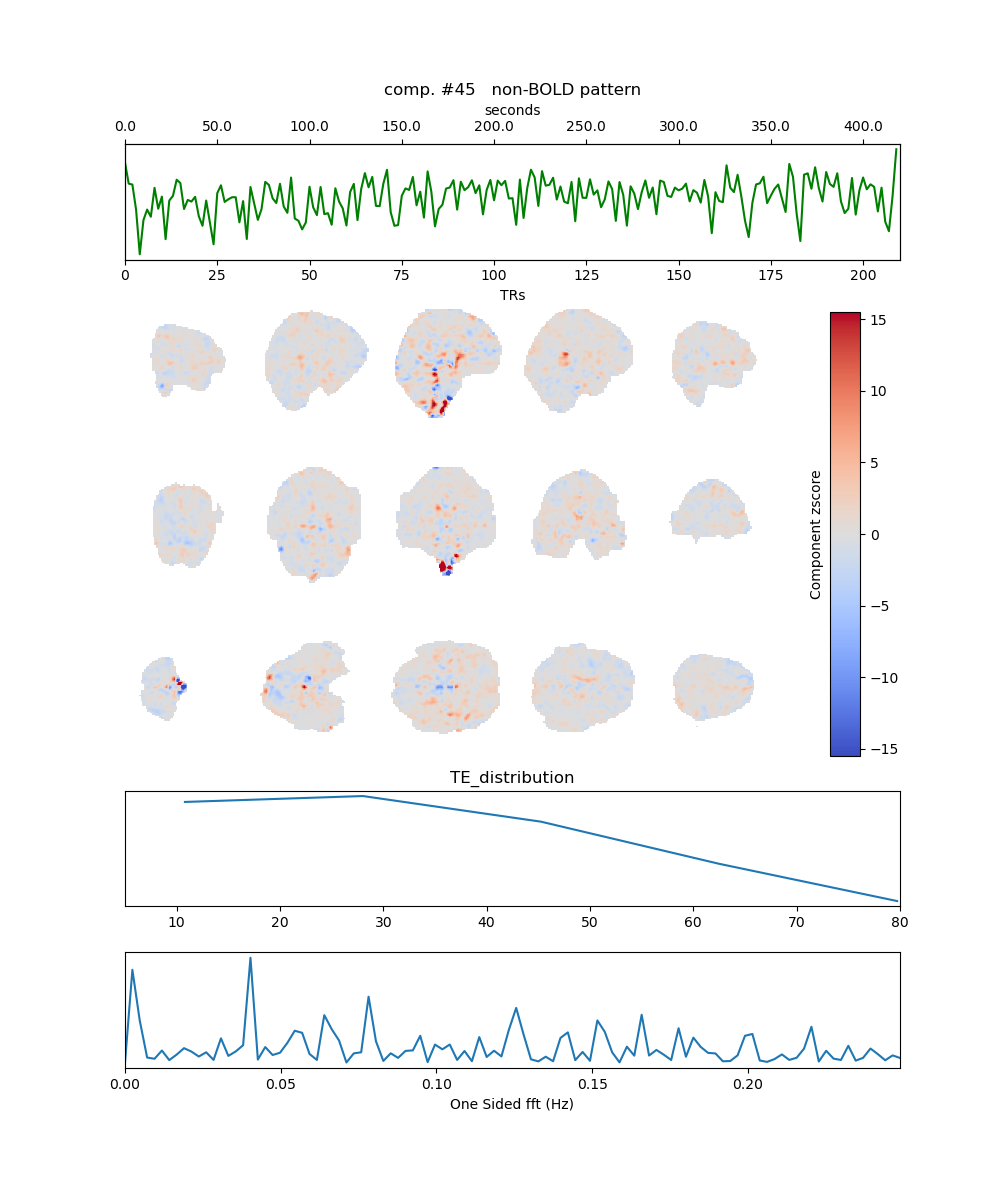 comp. #45   non-BOLD pattern
seconds
0.0 50.0 100.0 150.0 200.0 250.0 300.0 350.0 400.0
0 25 50 75 100 125 150 175 200
TRs
15
10
5
0
−5
−10
−15
Component zscore
TE_distribution
10 20 30 40 50 60 70 80
0.00 0.05 0.10 0.15 0.20
One Sided fft (Hz)